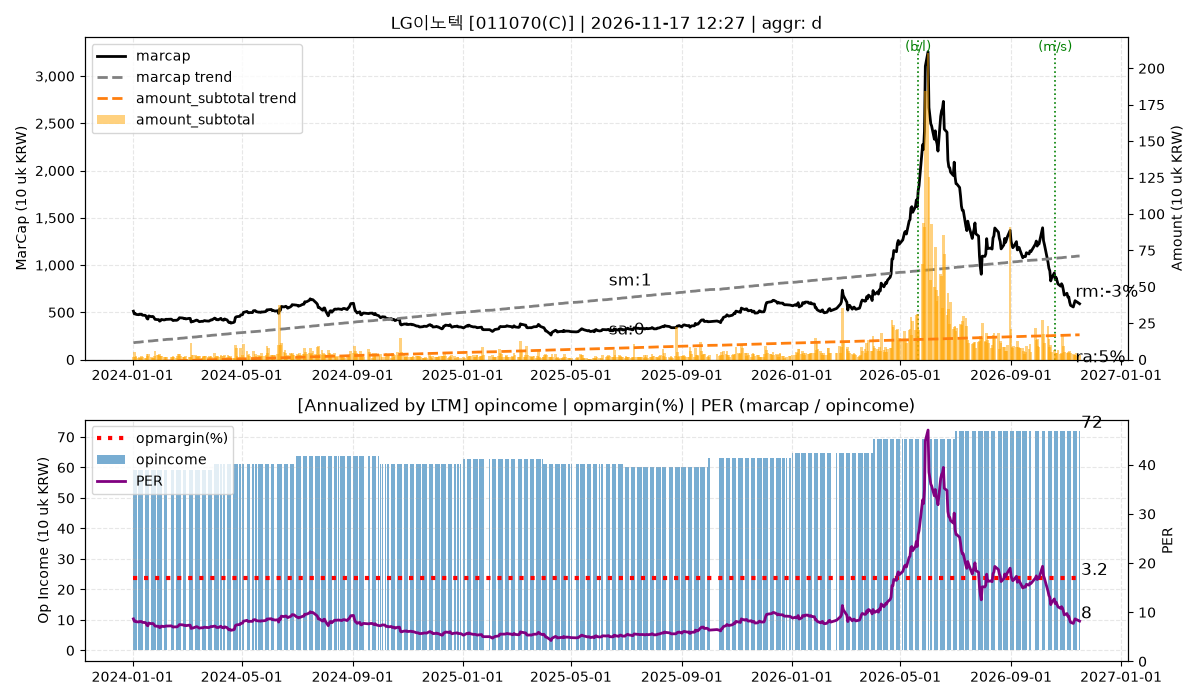 LG이노텍 [011070(C)] | 2026-11-17 12:27 | aggr: d
(b/l)
(m/s)
marcap
marcap trend
amount_subtotal trend
amount_subtotal
MarCap (10 uk KRW)
3,000
2,500
2,000
1,500
1,000
500
0
Amount (10 uk KRW)
200
175
150
125
100
75
50
25
0
sm:1
sa:0
rm:-3%
ra:5%
2024-01-01
2024-05-01
2024-09-01
2025-01-01
2025-05-01
2025-09-01
2026-01-01
2026-05-01
2026-09-01
2027-01-01
[Annualized by LTM] opincome | opmargin(%) | PER (marcap / opincome)
opmargin(%)
opincome
PER
Op Income (10 uk KRW)
70
60
50
40
30
20
10
0
PER
40
30
20
10
0
72
3.2
8
2024-01-01
2024-05-01
2024-09-01
2025-01-01
2025-05-01
2025-09-01
2026-01-01
2026-05-01
2026-09-01
2027-01-01